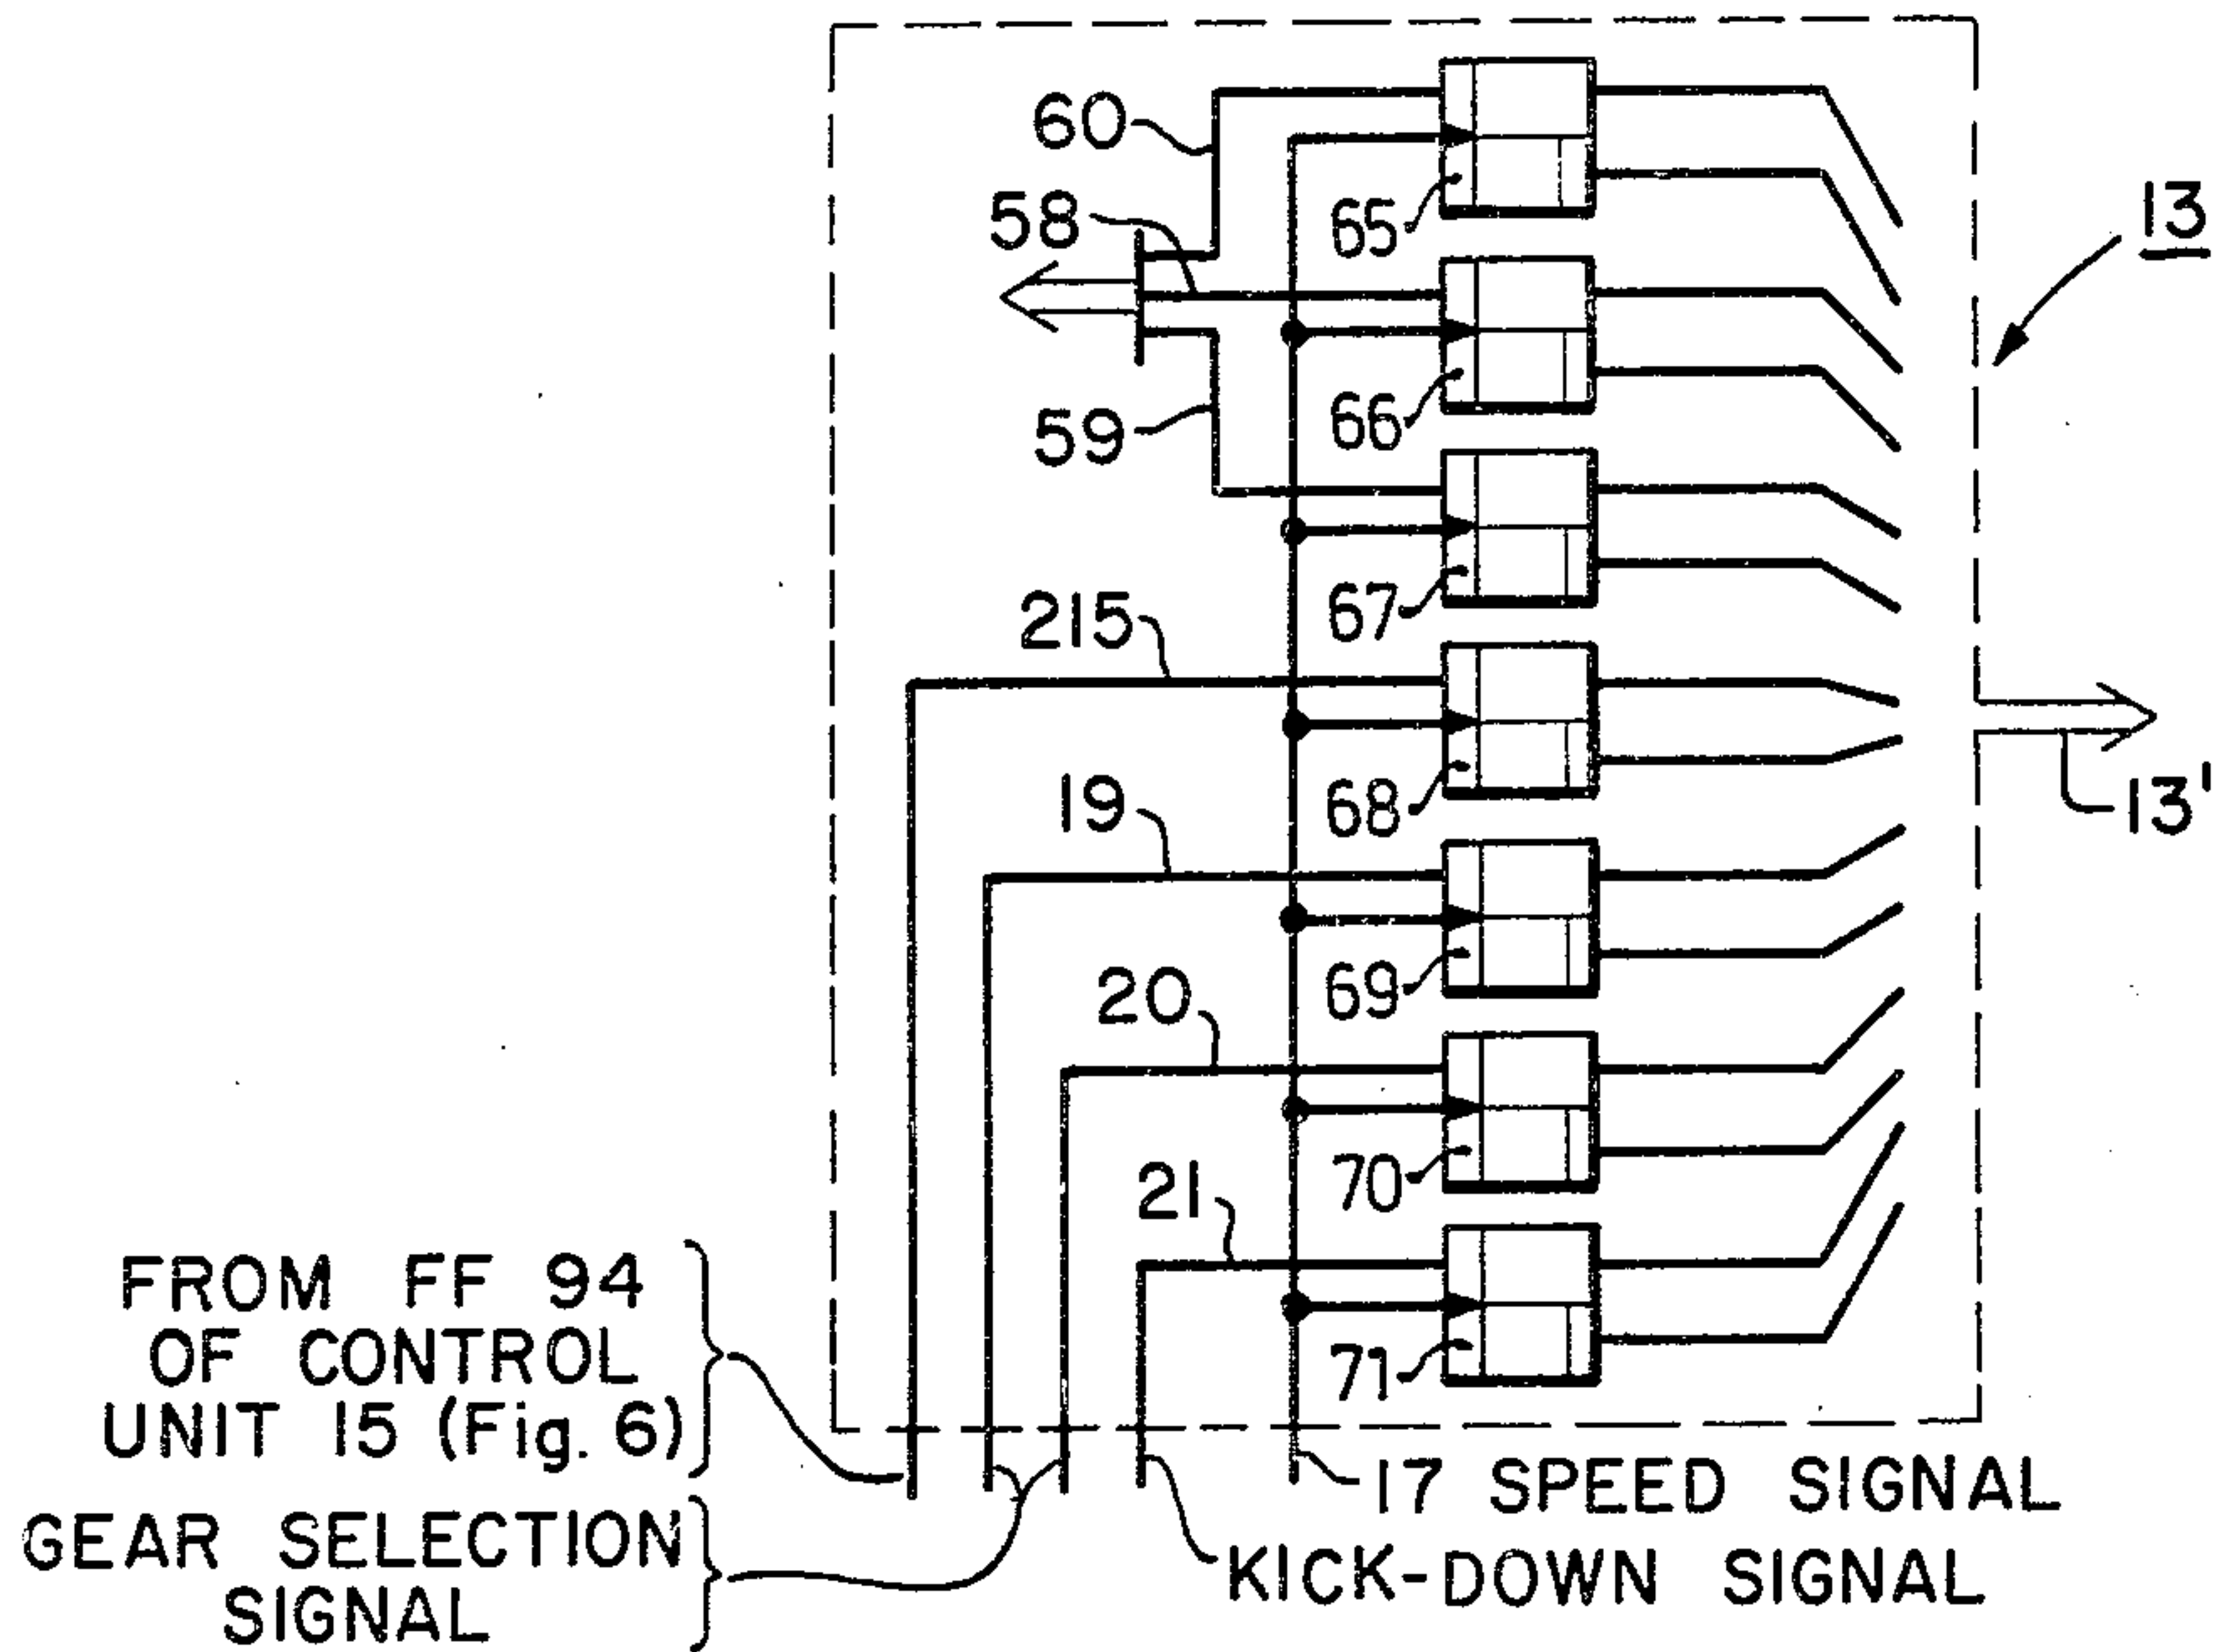 60
65
13
58
66
59
67
215
68
13'
19
69
20
70
21
71
FROM FF 94
OF CONTROL
UNIT 15 (Fig. 6)
17 SPEED SIGNAL
GEAR SELECTION
SIGNAL
KICK-DOWN SIGNAL